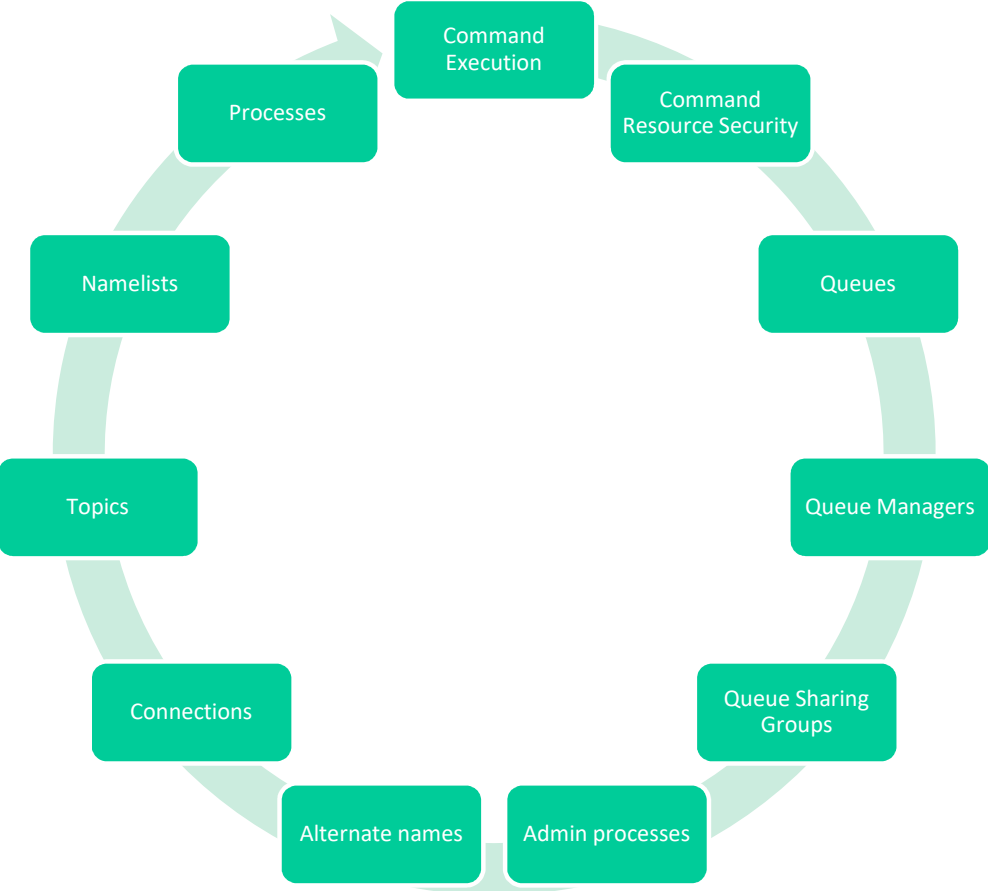 Command
Execution
Command
Resource Security
Queues
Queue Managers
Queue Sharing
Groups
Admin processes
Alternate names
Connections
Topics
Namelists
Processes